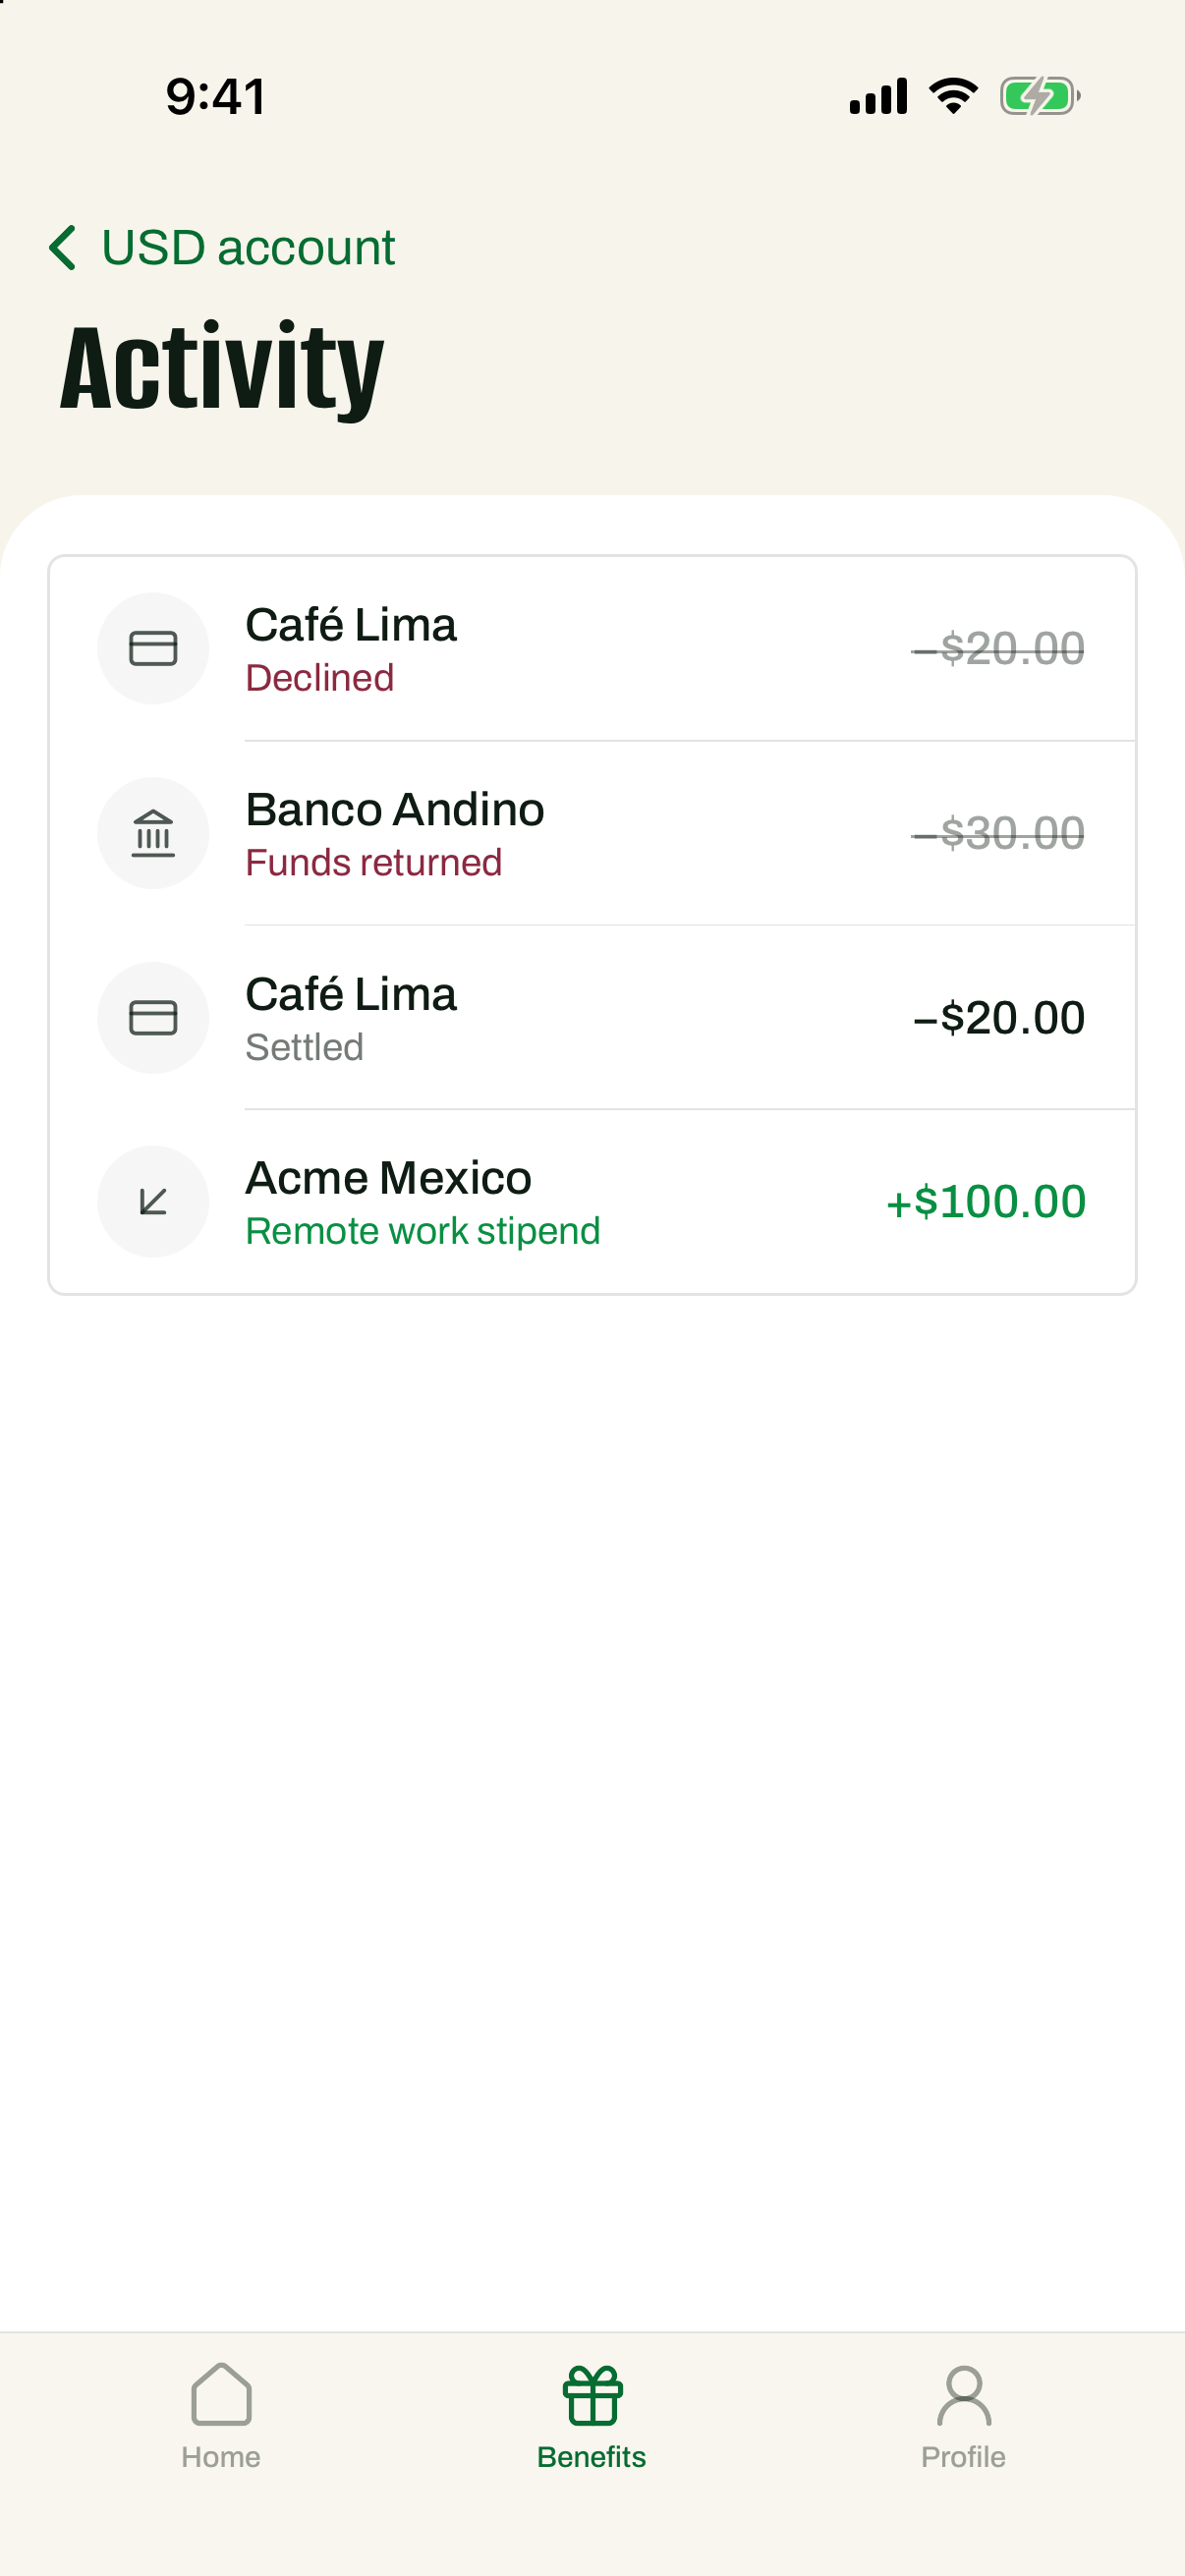 9:41
USD account
Activity
Café Lima
Declined
–$20.00
Banco Andino
Funds returned
–$30.00
Café Lima
Settled
–$20.00
Acme Mexico
Remote work stipend
+$100.00
Home
Benefits
Profile